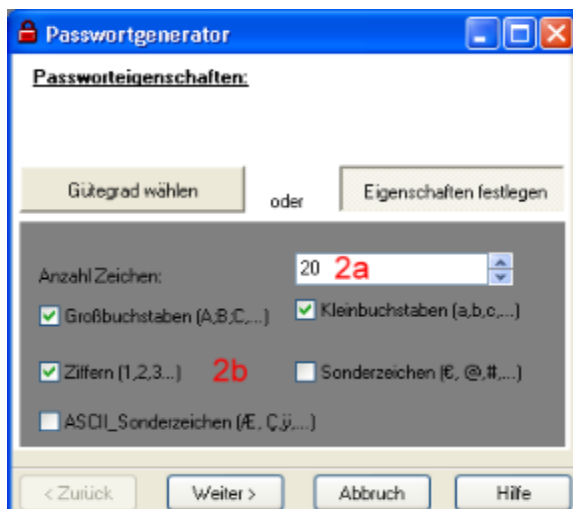 Passwortgenerator
Passworteigenschaften:
Gütegrad wählen
oder
Eigenschaften festlegen
Anzahl Zeichen:
20
2a
Großbuchstaben (A;B;C,...)
Kleinbuchstaben (a,b,c,...)
Ziffern (1,2,3...)
2b
Sonderzeichen (€, @,#,...)
ASCII_Sonderzeichen (Æ, Ç,ÿ,...)
< Zurück
Weiter >
Abbruch
Hilfe